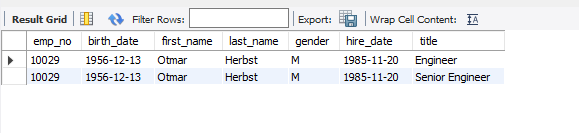 Result Grid Filter Rows: Export: Wrap Cell Content: IA
emp_no birth_date first_name last_name gender hire_date title
10029 1956-12-13 Otmar Herbst M 1985-11-20 Engineer
10029 1956-12-13 Otmar Herbst M 1985-11-20 Senior Engineer